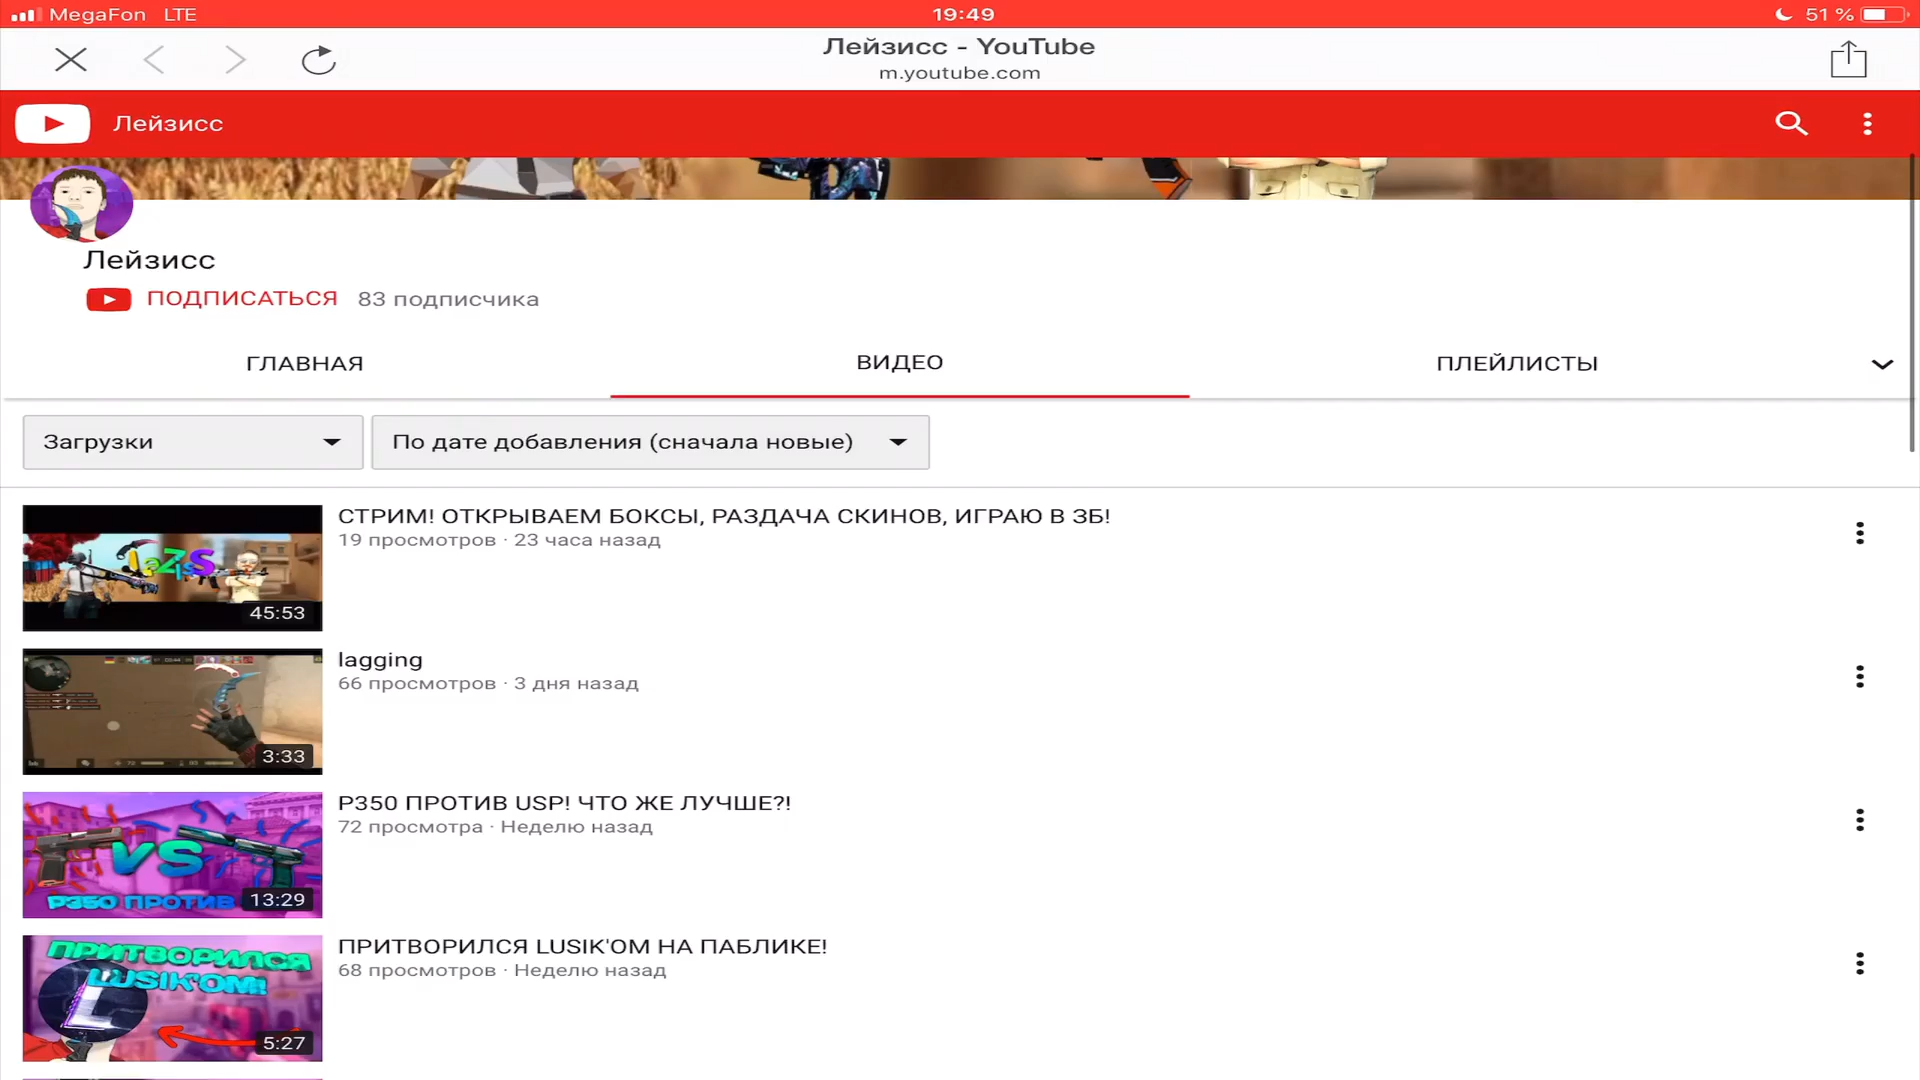 MegaFon LTE 19:49 51 %
Лейзисс - YouTube
m.youtube.com
Лейзисс
Лейзисс
ПОДПИСАТЬСЯ 83 подписчика
ГЛАВНАЯ ВИДЕО ПЛЕЙЛИСТЫ
Загрузки По дате добавления (сначала новые)
СТРИМ! ОТКРЫВАЕМ БОКСЫ, РАЗДАЧА СКИНОВ, ИГРАЮ В ЗБ!
19 просмотров · 23 часа назад
LaZisS
45:53
lagging
66 просмотров · 3 дня назад
3:33
P350 ПРОТИВ USP! ЧТО ЖЕ ЛУЧШЕ?!
72 просмотра · Неделю назад
VS
P350 ПРОТИВ
13:29
ПРИТВОРИЛСЯ LUSIK'ОМ НА ПАБЛИКЕ!
68 просмотров · Неделю назад
ПРИТВОРИЛСЯ
LUSIK'OM!
L
5:27